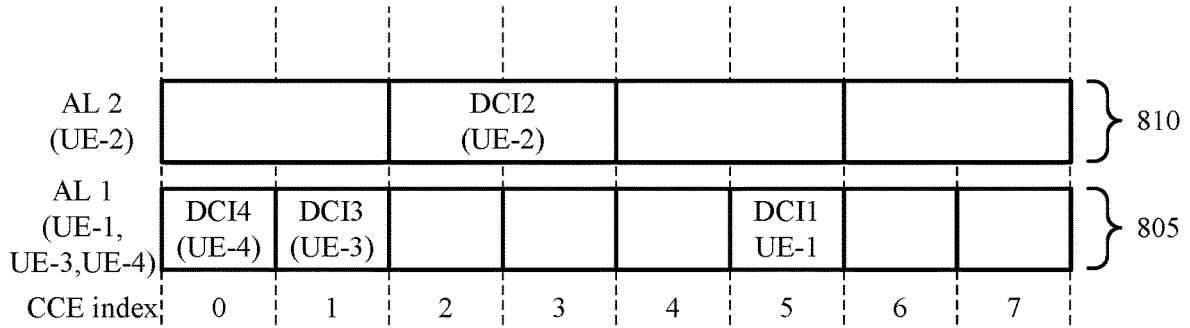 AL 2
(UE-2)
DCI2
(UE-2)
810
AL 1
(UE-1,
UE-3,UE-4)
DCI4
(UE-4)
DCI3
(UE-3)
DCI1
UE-1
805
CCE index 0 1 2 3 4 5 6 7